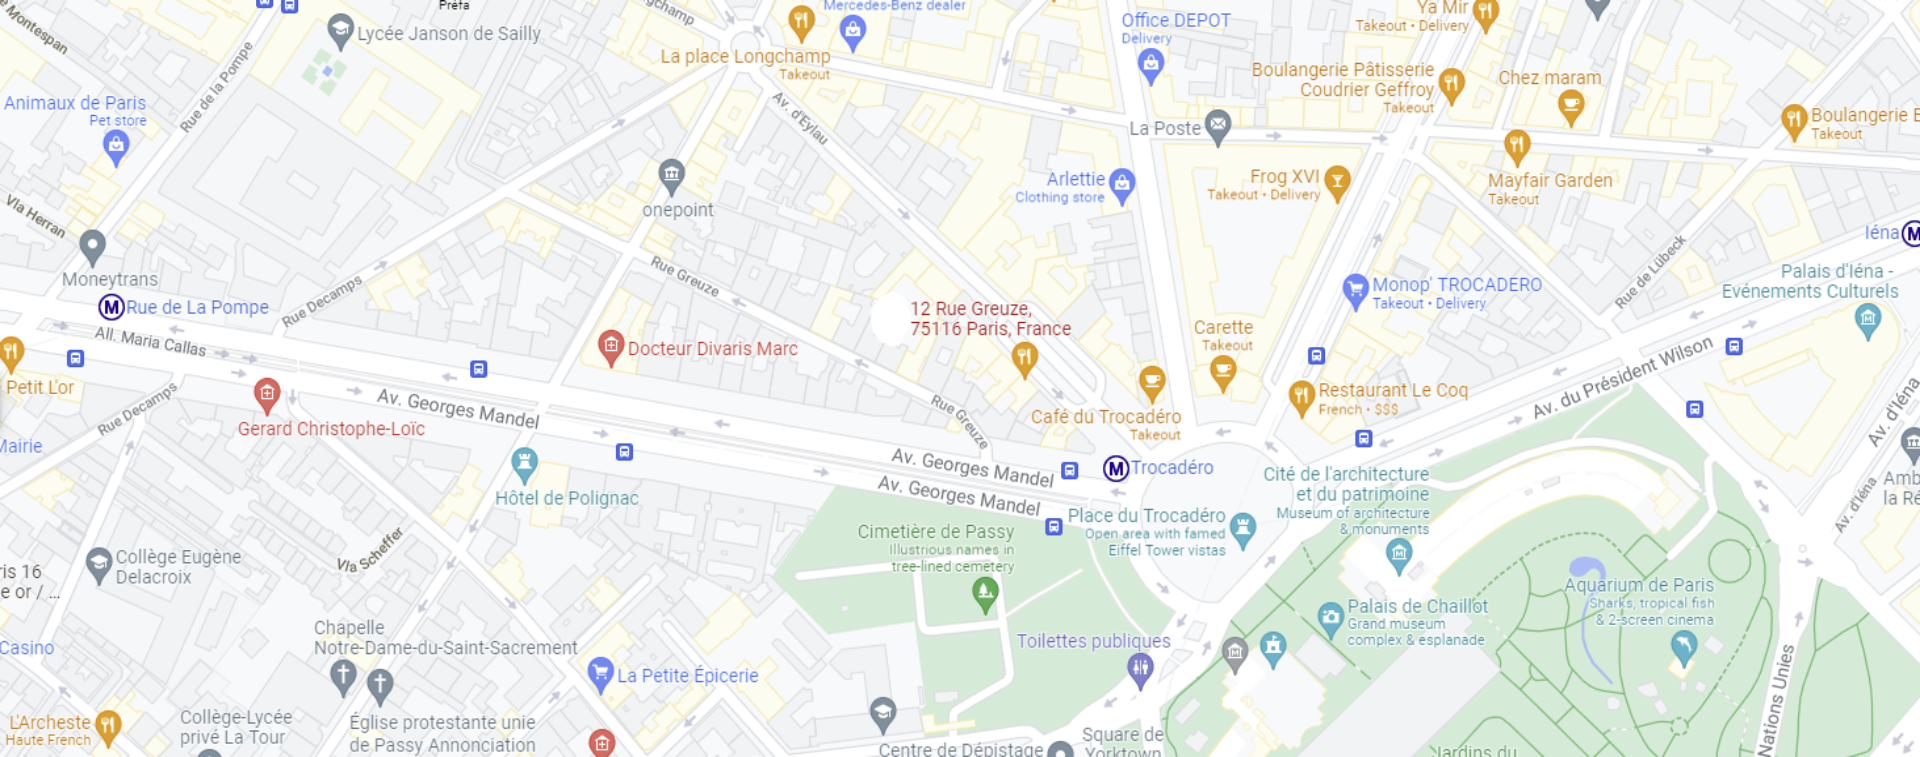 Préfa
Montespan
Lycée Janson de Sailly
Rue de la Pompe
Animaux de Paris
Pet store
Via Herran
Moneytrans
Rue de La Pompe
Rue Decamps
All. Maria Callas
Petit L'or
Mairie
Rue Decamps
Gerard Christophe-Loïc
Av. Georges Mandel
Hôtel de Polignac
Collège Eugène
Delacroix
Via Scheffer
Casino
Chapelle
Notre-Dame-du-Saint-Sacrement
L'Archeste
Haute French
Collège-Lycée
privé La Tour
Église protestante unie
de Passy Annonciation
La Petite Épicerie
Mercedes-Benz dealer
La place Longchamp
Takeout
Av. d'Eylau
onepoint
Rue Greuze
12 Rue Greuze,
75116 Paris, France
Docteur Divaris Marc
Rue Greuze
Av. Georges Mandel
Av. Georges Mandel
Cimetière de Passy
Illustrious names in
tree-lined cemetery
Toilettes publiques
Centre de Dépistage
Square de
Yorktown
Office DEPOT
Delivery
La Poste
Arlettie
Clothing store
Ya Mir
Takeout • Delivery
Boulangerie Pâtisserie
Coudrier Geffroy
Takeout
Chez maram
Boulangerie
Takeout
Frog XVI
Takeout • Delivery
Mayfair Garden
Takeout
Iéna
Rue de Lübeck
Palais d'Iéna -
Evénements Culturels
Monop' TROCADERO
Takeout • Delivery
Carette
Takeout
Restaurant Le Coq
French • $$$
Av. du Président Wilson
Café du Trocadéro
Takeout
Trocadéro
Place du Trocadéro
Open area with famed
Eiffel Tower vistas
Cité de l'architecture
et du patrimoine
Museum of architecture
& monuments
Palais de Chaillot
Grand museum
complex & esplanade
Aquarium de Paris
Sharks, tropical fish
& 2-screen cinema
Av. d'Iéna
Av. d'Iéna
Nations Unies
Jardins du